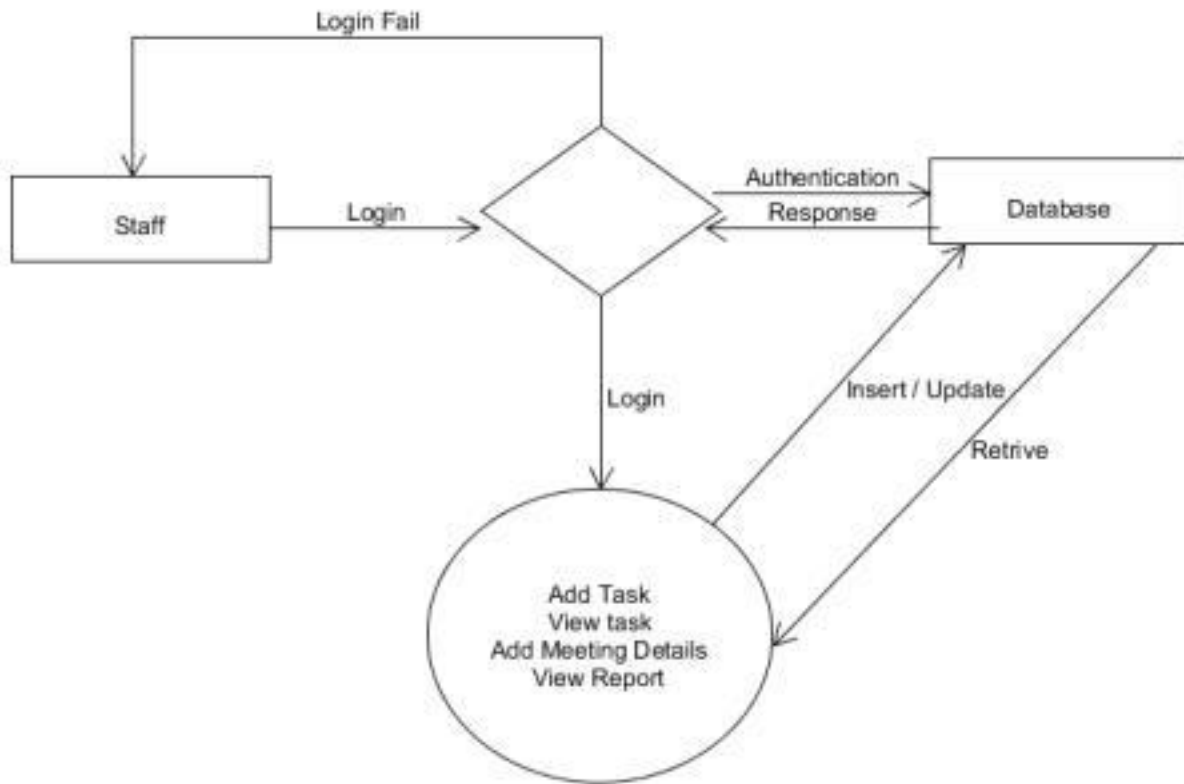 Login Fail
Authentication
Staff
Login
Response
Database
Login
Insert / Update
Retrive
Add Task
View task
Add Meeting Details
View Report